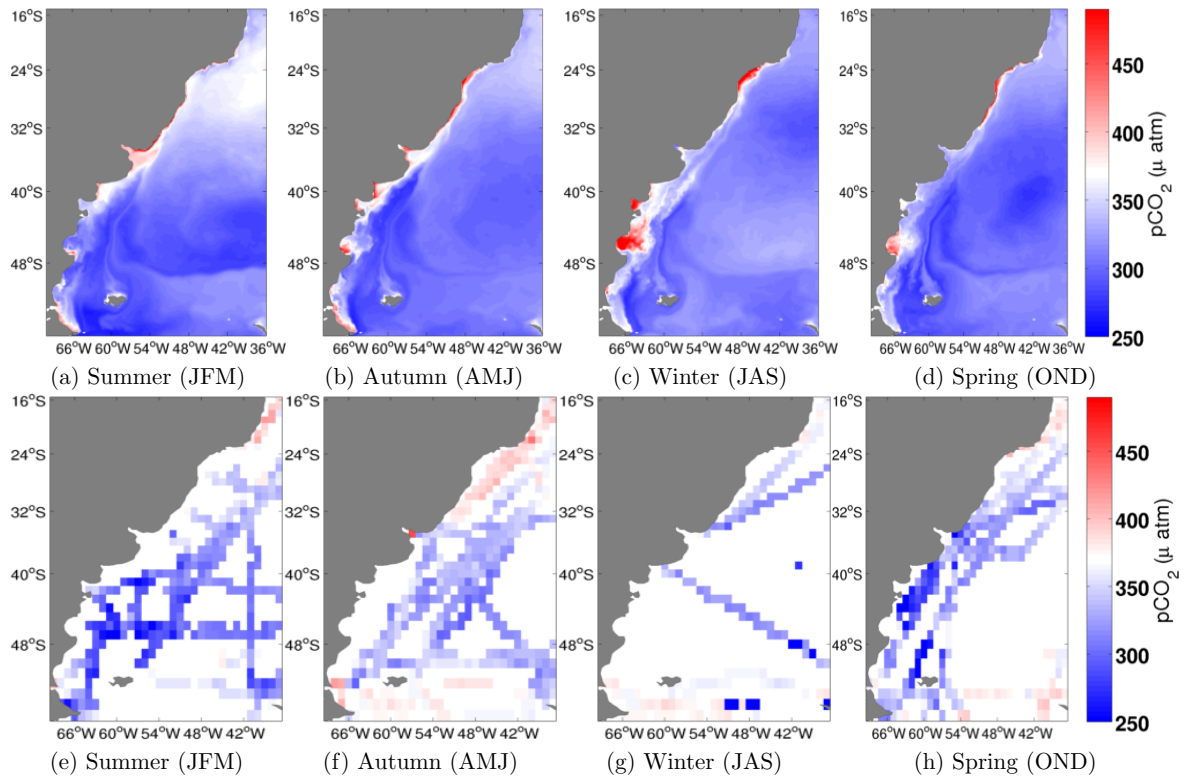 16°S 16°S 16°S 16°S
24°S 24°S 24°S 24°S
32°S 32°S 32°S 32°S
40°S 40°S 40°S 40°S
48°S 48°S 48°S 48°S
66°W 60°W 54°W 48°W 42°W 36°W 66°W 60°W 54°W 48°W 42°W 36°W 66°W 60°W 54°W 48°W 42°W 36°W 66°W 60°W 54°W 48°W 42°W 36°W
450
400
350
300
250
pCO₂ (μ atm)
(a) Summer (JFM) (b) Autumn (AMJ) (c) Winter (JAS) (d) Spring (OND)
16°S 16°S 16°S 16°S
24°S 24°S 24°S 24°S
32°S 32°S 32°S 32°S
40°S 40°S 40°S 40°S
48°S 48°S 48°S 48°S
66°W 60°W 54°W 48°W 42°W 66°W 60°W 54°W 48°W 42°W 66°W 60°W 54°W 48°W 42°W 66°W 60°W 54°W 48°W 42°W
450
400
350
300
250
pCO₂ (μ atm)
(e) Summer (JFM) (f) Autumn (AMJ) (g) Winter (JAS) (h) Spring (OND)